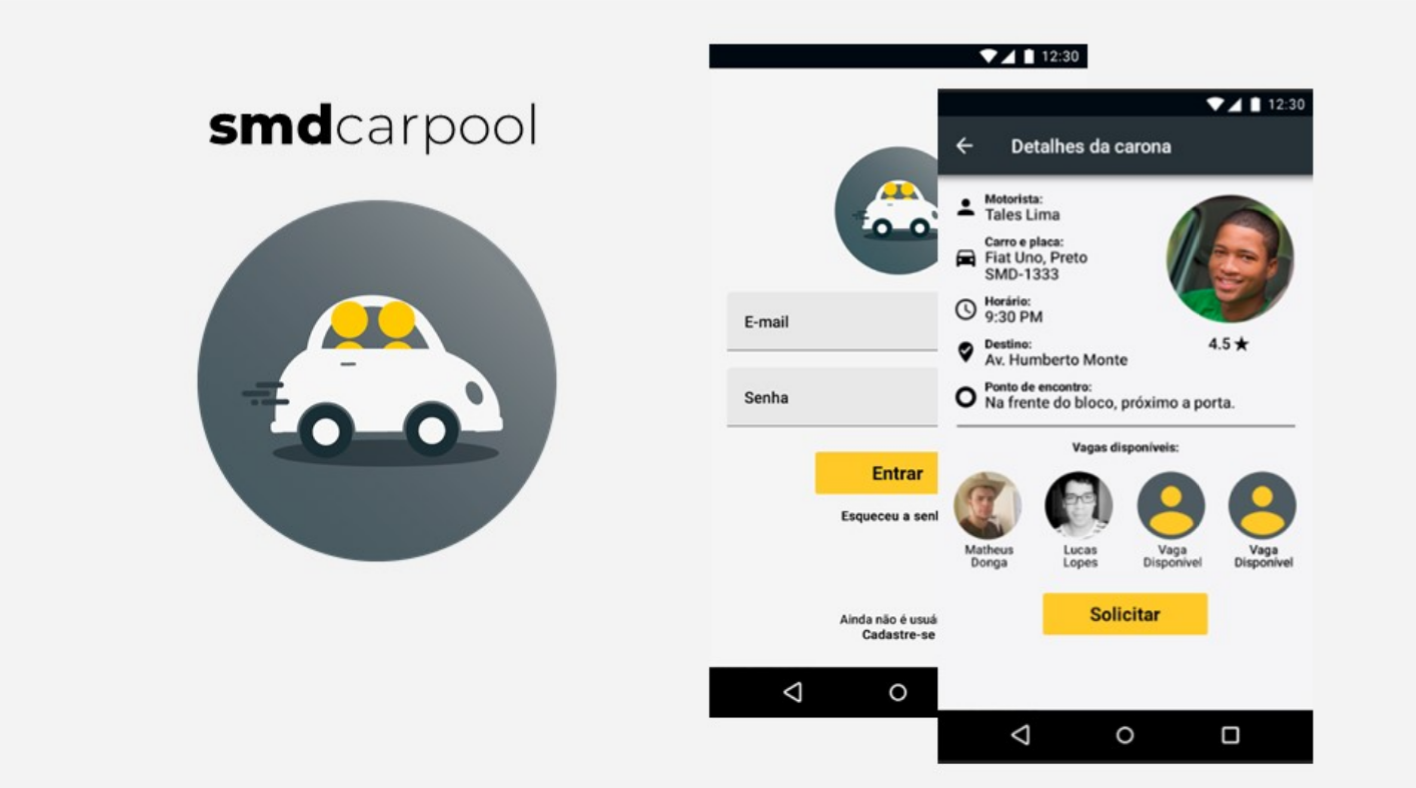 smdcarpool
12:30
E-mail
Senha
Entrar
Esqueceu a senh
Ainda não é usuá
Cadastre-se
12:30
Detalhes da carona
Motorista:
Tales Lima
Carro e placa:
Fiat Uno, Preto
SMD-1333
Horário:
9:30 PM
Destino:
Av. Humberto Monte
Ponto de encontro:
Na frente do bloco, próximo a porta.
4.5
Vagas disponíveis:
Matheus
Donga
Lucas
Lopes
Vaga
Disponível
Vaga
Disponível
Solicitar